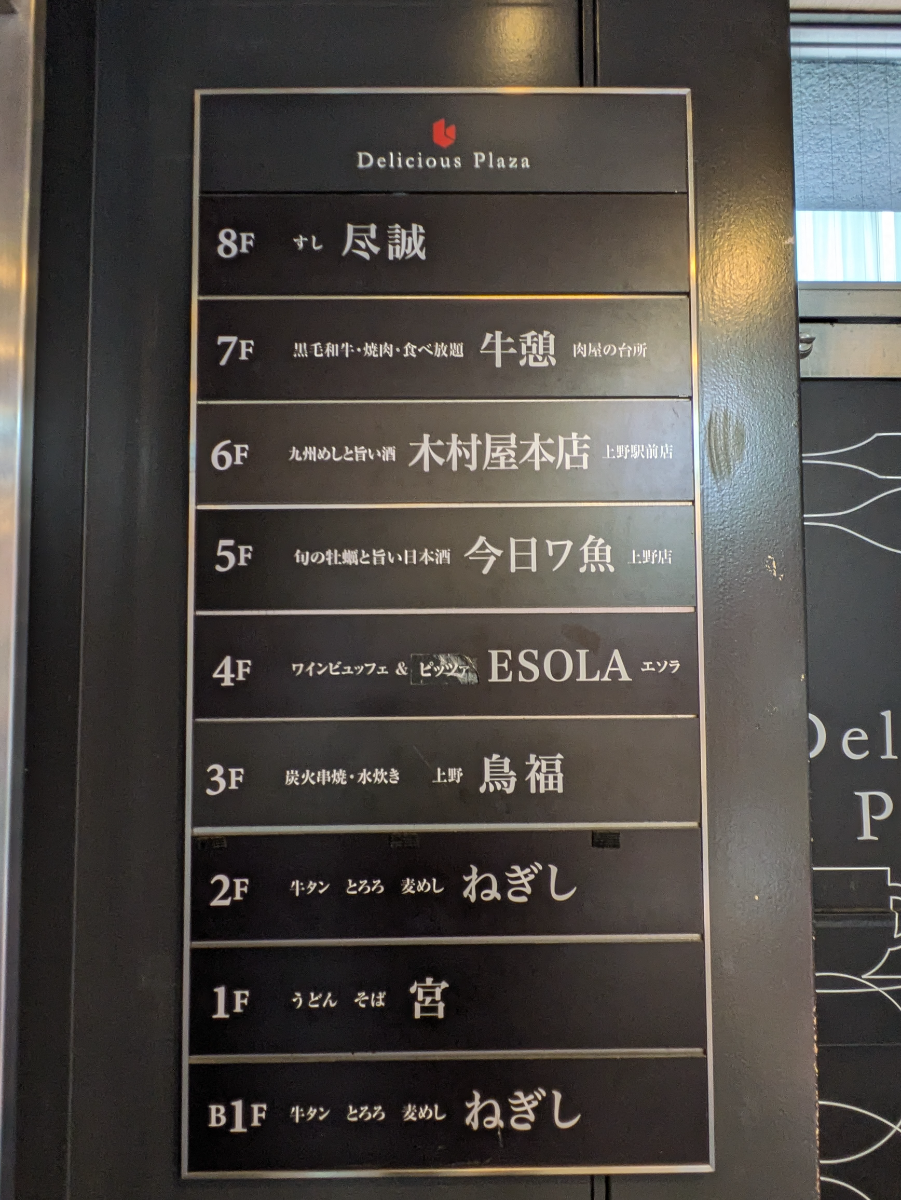 Delicious Plaza
8F すし 尽誠
7F 黒毛和牛・焼肉・食べ放題 牛憩 肉屋の台所
6F 九州めしと旨い酒 木村屋本店 上野駅前店
5F 旬の牡蠣と旨い日本酒 今日ワ魚 上野店
4F ワインビュッフェ & ピッツァ ESOLA エソラ
3F 炭火串焼・水炊き 上野 鳥福
2F 牛タン とろろ 麦めし ねぎし
1F うどん そば 宮
B1F 牛タン とろろ 麦めし ねぎし
Del
P